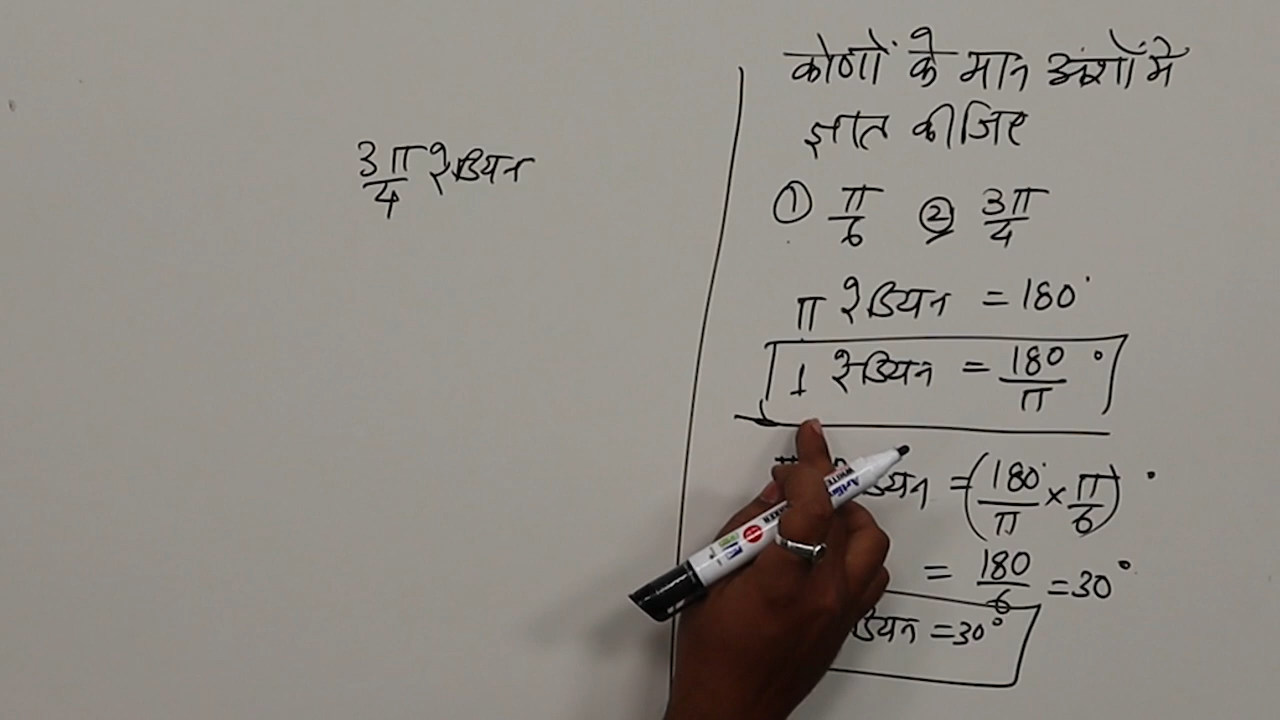 3π/4 रेडियन
कोणों के मान अंशों में
ज्ञात कीजिए
① π/6 ② 3π/4
π रेडियन = 180°
1 रेडियन = 180/π °
= (180°/π × π/6)°
= 180/6 = 30°
= 30°